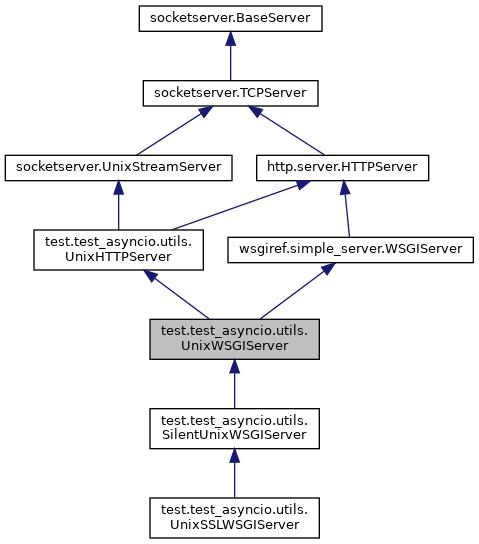 socketserver.BaseServer
socketserver.TCPServer
socketserver.UnixStreamServer
http.server.HTTPServer
test.test_asyncio.utils.
UnixHTTPServer
wsgiref.simple_server.WSGIServer
test.test_asyncio.utils.
UnixWSGIServer
test.test_asyncio.utils.
SilentUnixWSGIServer
test.test_asyncio.utils.
UnixSSLWSGIServer